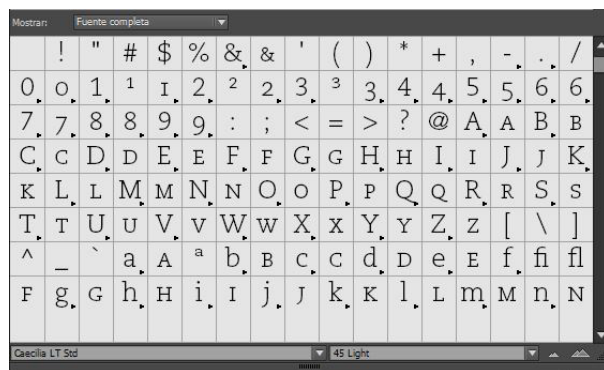 Mostrar: Fuente completa
! " # $ % & & ' ( ) * + , - . /
0 0 1 1 I 2 2 2 3 3 3 4 4 5 5 6 6
7 7 8 8 9 9 : ; < = > ? @ A A B B
C C D D E E F F G G H H I I J J K
K L L M M N N O O P P Q Q R R S S
T T U U V V W W X X Y Y Z Z [ \ ]
^ _ ` a A a b B c C d D e E f fi fl
F g G h H i I j J k K l L m M n N
Caecilia LT Std 45 Light